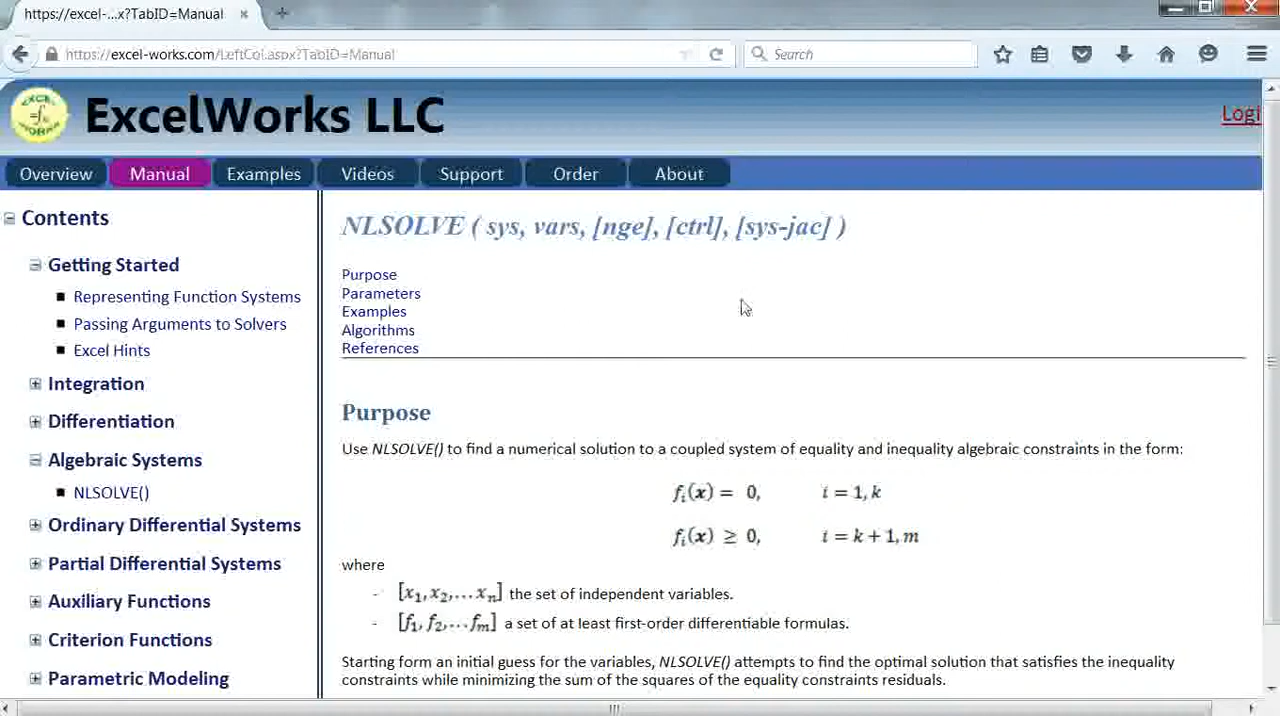 https://excel-...x?TabID=Manual
https://excel-works.com/LeftCol.aspx?TabID=Manual
Search
EXCEL
=f
WORKS
ExcelWorks LLC
Logi
Overview
Manual
Examples
Videos
Support
Order
About
Contents
Getting Started
Representing Function Systems
Passing Arguments to Solvers
Excel Hints
Integration
Differentiation
Algebraic Systems
NLSOLVE()
Ordinary Differential Systems
Partial Differential Systems
Auxiliary Functions
Criterion Functions
Parametric Modeling
NLSOLVE ( sys, vars, [nge], [ctrl], [sys-jac] )
Purpose
Parameters
Examples
Algorithms
References
Purpose
Use NLSOLVE() to find a numerical solution to a coupled system of equality and inequality algebraic constraints in the form:
fᵢ(x) = 0, i = 1, k
fᵢ(x) ≥ 0, i = k + 1, m
where
- [x₁, x₂, … xₙ] the set of independent variables.
- [f₁, f₂, … fₘ] a set of at least first-order differentiable formulas.
Starting form an initial guess for the variables, NLSOLVE() attempts to find the optimal solution that satisfies the inequality
constraints while minimizing the sum of the squares of the equality constraints residuals.